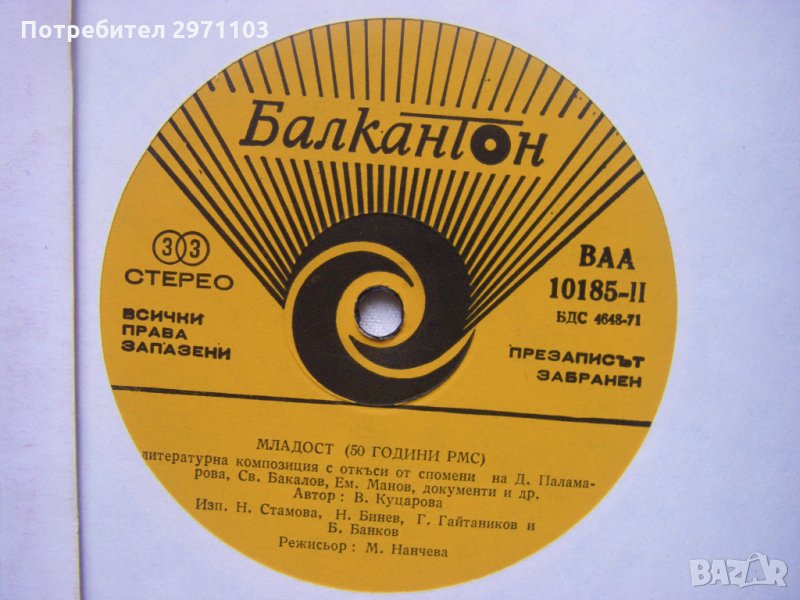 Потребител 2971103
БалканТон
33
СТЕРЕО
ВСИЧКИ
ПРАВА
ЗАПАЗЕНИ
ВАА
10185-II
БДС 4648-71
ПРЕЗАПИСЪТ
ЗАБРАНЕН
МЛАДОСТ (50 ГОДИНИ РМС)
литературна композиция с откъси от спомени на Д. Палама-
рова, Св. Бакалов, Ем. Манов, документи и др.
Автор : В. Куцарова
Изп. Н. Стамова, Н. Бинев, Г. Гайтаников и
Б. Банков
Режисьор : М. Нанчева
BAZAR